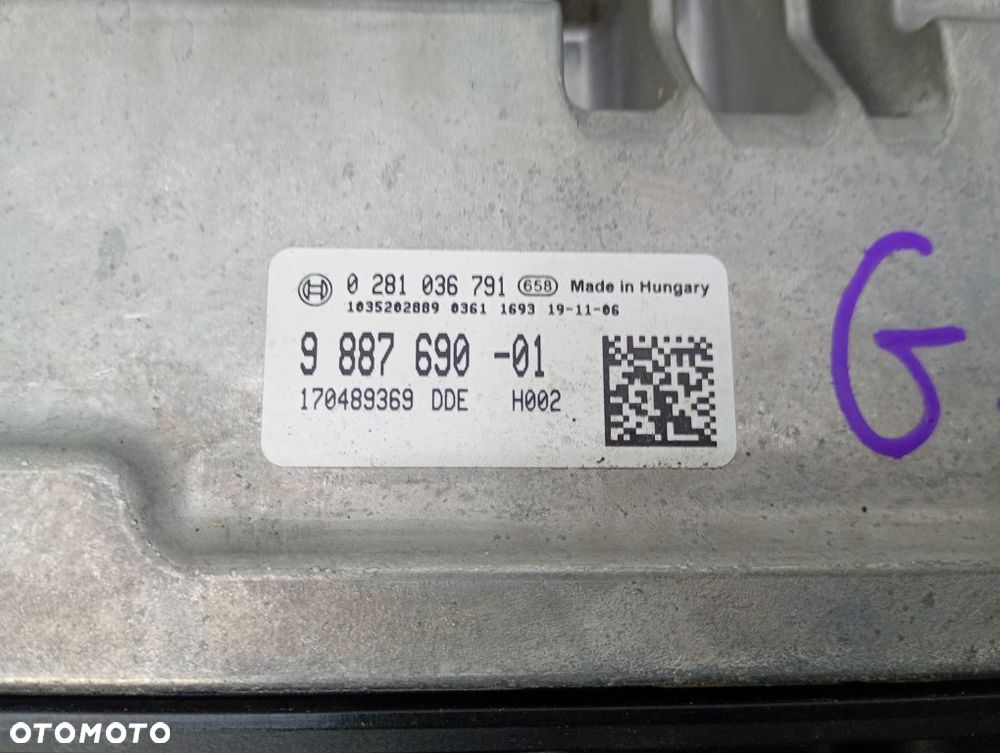 0 281 036 791 658 Made in Hungary
1035202889 0361 1693 19-11-06
9 887 690 -01
170489369 DDE H002
G
OTOMOTO